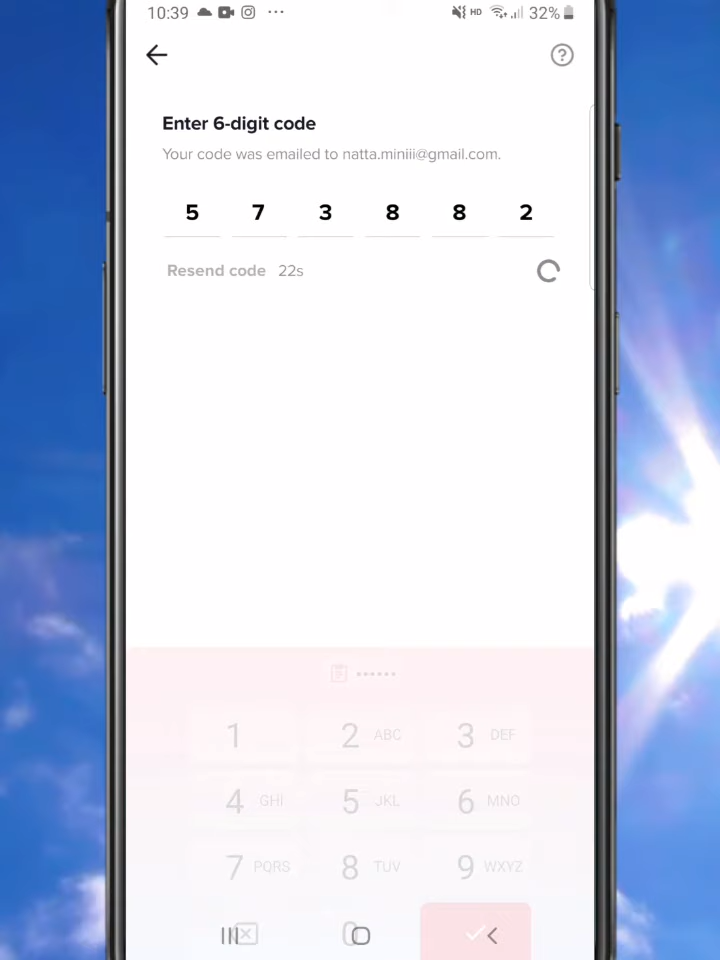 10:39 ... HD 32%
Enter 6-digit code
Your code was emailed to natta.miniii@gmail.com.
5 7 3 8 8 2
Resend code 22s
••••••
1 2 ABC 3 DEF
4 GHI 5 JKL 6 MNO
7 PQRS 8 TUV 9 WXYZ
0